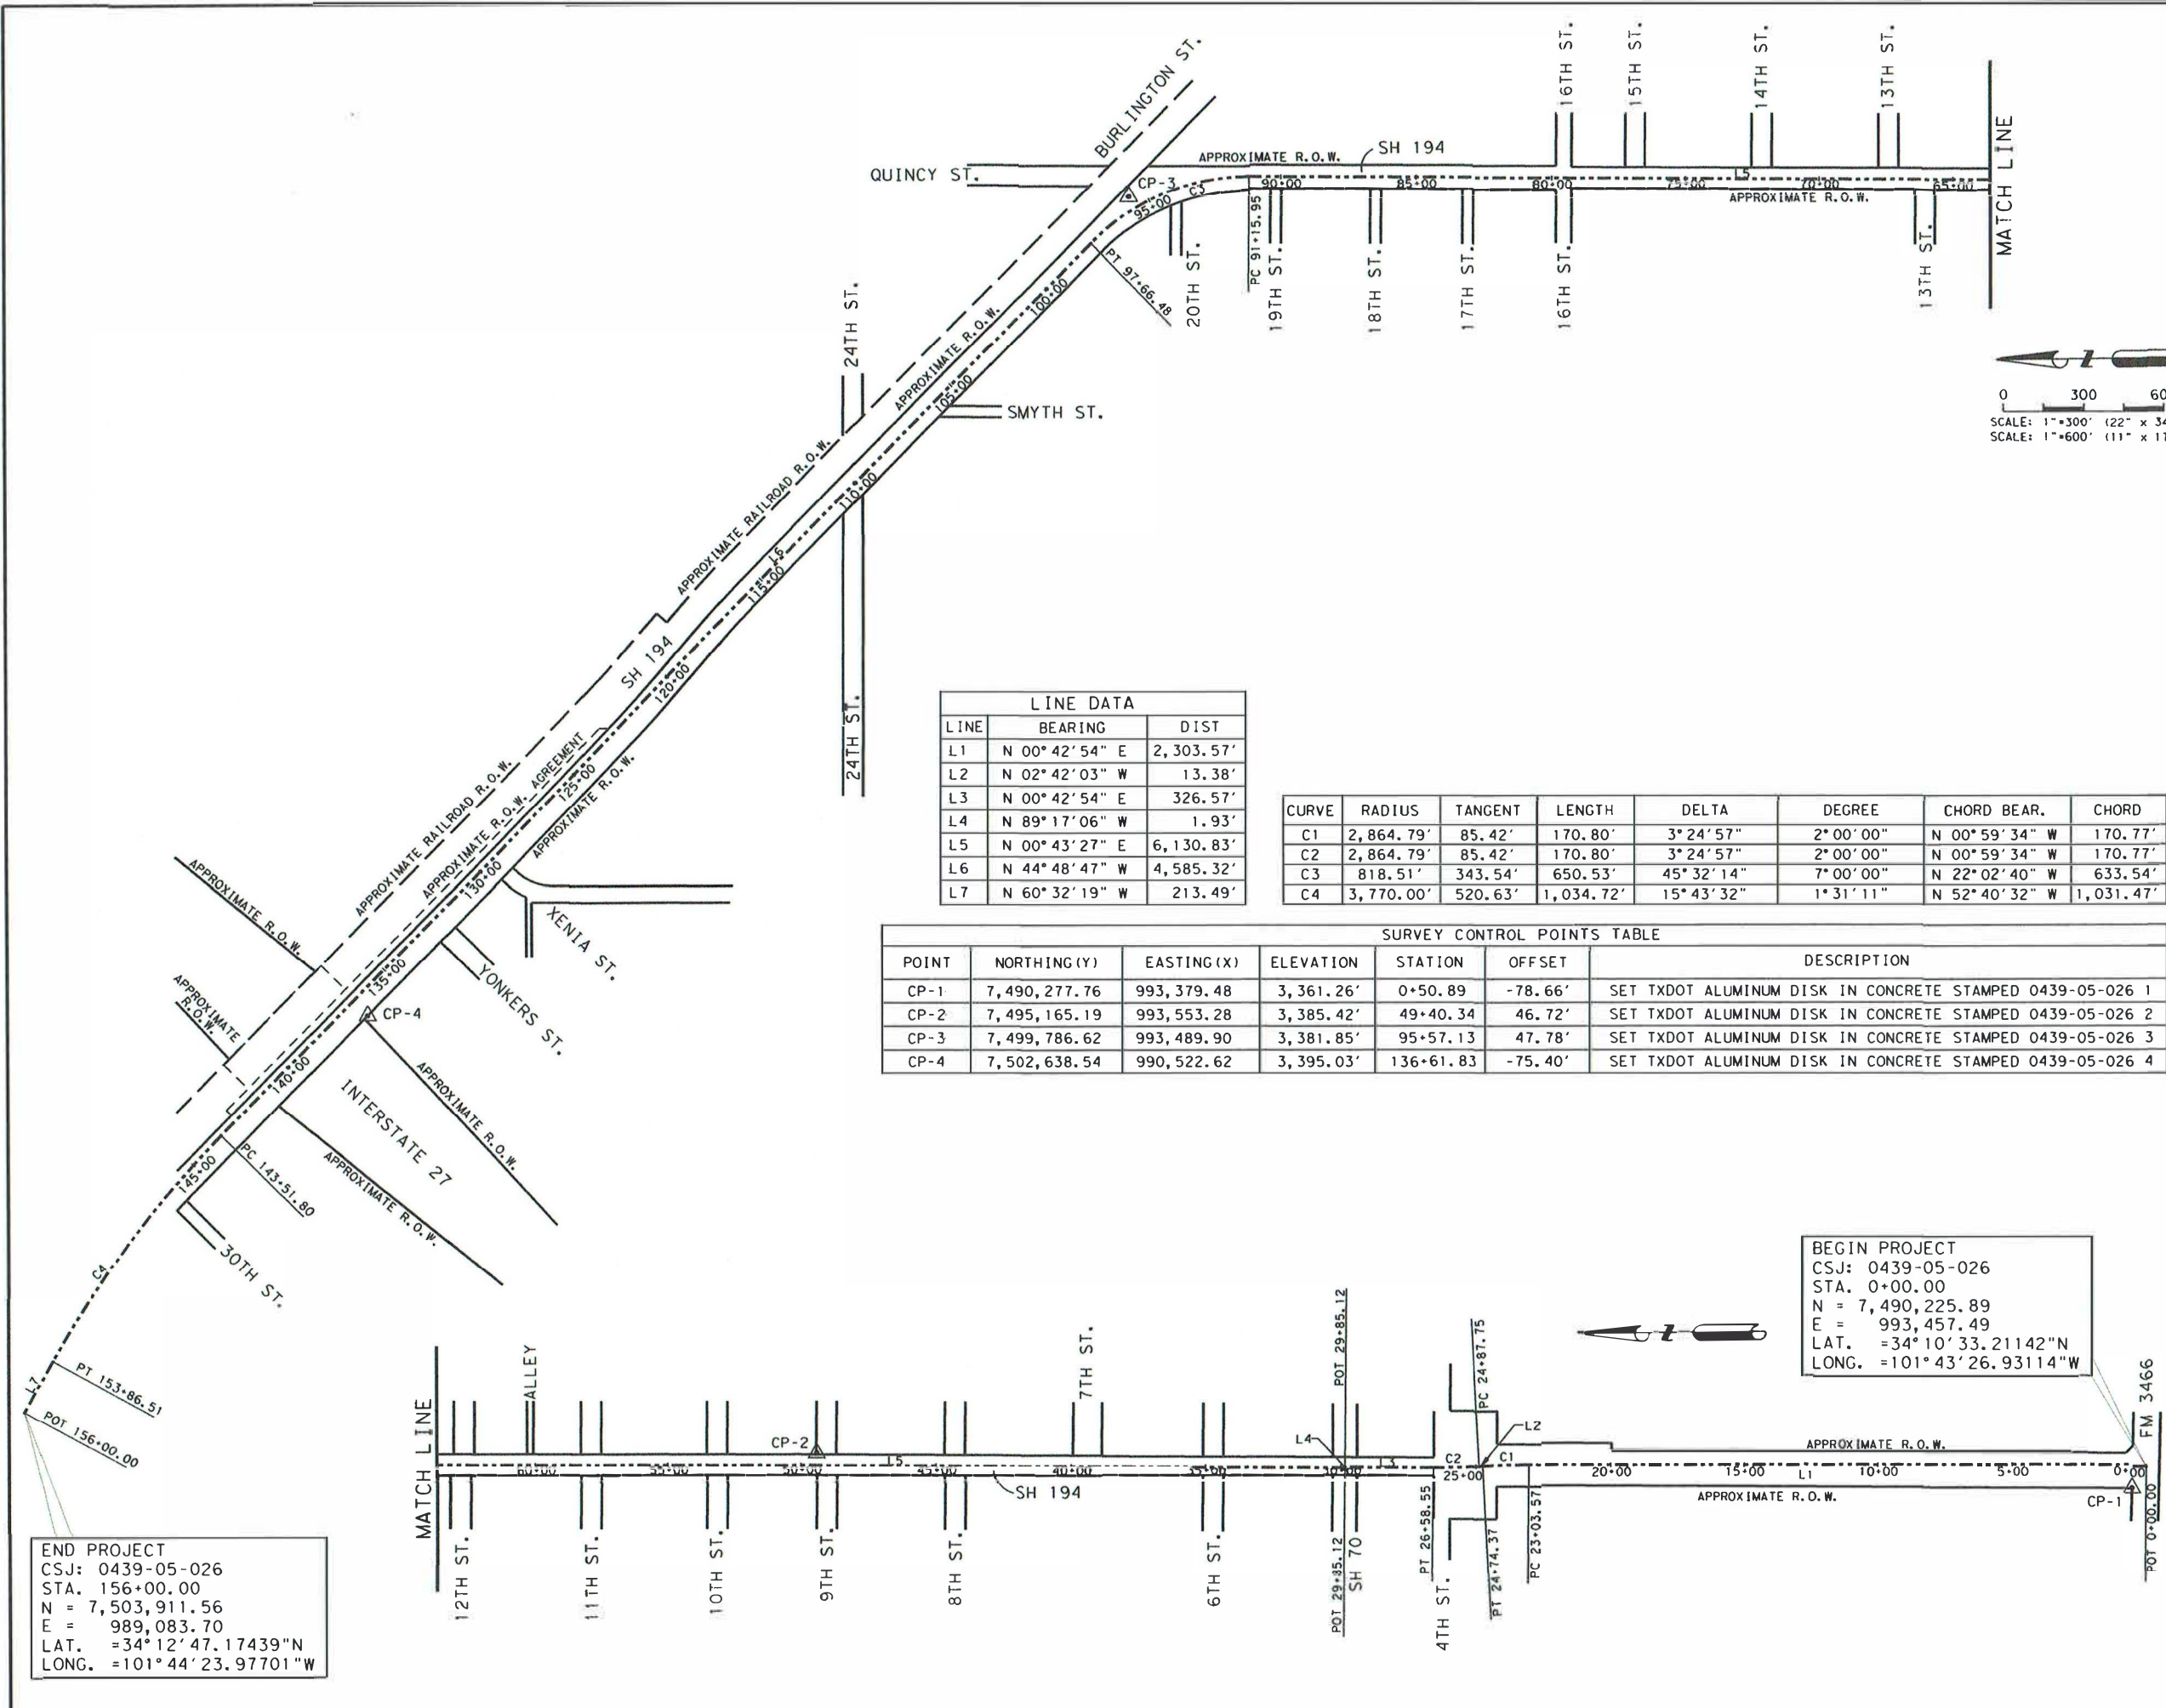 BURLINGTON ST.
QUINCY ST.
CP-3
C3
95+00
APPROXIMATE R.O.W.
SH 194
90+00
85+00
80+00
75+00
L5
70+00
65+00
APPROXIMATE R.O.W.
16TH ST.
15TH ST.
14TH ST.
13TH ST.
MATCH LINE
PT 97+66.48
20TH ST.
PC 91+15.95
19TH ST.
18TH ST.
17TH ST.
16TH ST.
13TH ST.
0 300
SCALE: 1"=300' (22" x 34
SCALE: 1"=600' (11" x 17
24TH ST.
100+00
APPROXIMATE R.O.W.
105+00
SMYTH ST.
APPROXIMATE RAILROAD R.O.W.
110+00
L6
115+00
SH 194
120+00
24TH ST.
APPROXIMATE RAILROAD R.O.W.
APPROXIMATE R.O.W. AGREEMENT
125+00
APPROXIMATE R.O.W.
130+00
XENIA ST.
YONKERS ST.
APPROXIMATE R.O.W.
APPROXIMATE
R.O.W.
135+00
CP-4
140+00
APPROXIMATE R.O.W.
INTERSTATE 27
APPROXIMATE R.O.W.
PC 143+51.80
145+00
30TH ST.
C4
PT 153+86.51
L7
POT 156+00.00
LINE DATA
LINE BEARING DIST
L1 N 00°42'54" E 2,303.57'
L2 N 02°42'03" W 13.38'
L3 N 00°42'54" E 326.57'
L4 N 89°17'06" W 1.93'
L5 N 00°43'27" E 6,130.83'
L6 N 44°48'47" W 4,585.32'
L7 N 60°32'19" W 213.49'
CURVE RADIUS TANGENT LENGTH DELTA DEGREE CHORD BEAR. CHORD
C1 2,864.79' 85.42' 170.80' 3°24'57" 2°00'00" N 00°59'34" W 170.77'
C2 2,864.79' 85.42' 170.80' 3°24'57" 2°00'00" N 00°59'34" W 170.77'
C3 818.51' 343.54' 650.53' 45°32'14" 7°00'00" N 22°02'40" W 633.54'
C4 3,770.00' 520.63' 1,034.72' 15°43'32" 1°31'11" N 52°40'32" W 1,031.47'
SURVEY CONTROL POINTS TABLE
POINT NORTHING(Y) EASTING(X) ELEVATION STATION OFFSET DESCRIPTION
CP-1 7,490,277.76 993,379.48 3,361.26' 0+50.89 -78.66' SET TXDOT ALUMINUM DISK IN CONCRETE STAMPED 0439-05-026 1
CP-2 7,495,165.19 993,553.28 3,385.42' 49+40.34 46.72' SET TXDOT ALUMINUM DISK IN CONCRETE STAMPED 0439-05-026 2
CP-3 7,499,786.62 993,489.90 3,381.85' 95+57.13 47.78' SET TXDOT ALUMINUM DISK IN CONCRETE STAMPED 0439-05-026 3
CP-4 7,502,638.54 990,522.62 3,395.03' 136+61.83 -75.40' SET TXDOT ALUMINUM DISK IN CONCRETE STAMPED 0439-05-026 4
BEGIN PROJECT
CSJ: 0439-05-026
STA. 0+00.00
N = 7,490,225.89
E = 993,457.49
LAT. =34°10'33.21142"N
LONG. =101°43'26.93114"W
END PROJECT
CSJ: 0439-05-026
STA. 156+00.00
N = 7,503,911.56
E = 989,083.70
LAT. =34°12'47.17439"N
LONG. =101°44'23.97701"W
MATCH LINE
ALLEY
CP-2
7TH ST.
POT 29+85.12
PC 24+87.75
L4
L2
60+00
55+00
50+00
L5
45+00
40+00
35+00
30+00
L3
C2
25+00
C1
20+00
15+00
L1
10+00
5+00
0+00
APPROXIMATE R.O.W.
APPROXIMATE R.O.W.
SH 194
CP-1
FM 3466
POT 0+00.00
12TH ST.
11TH ST.
10TH ST.
9TH ST.
8TH ST.
6TH ST.
POT 29+85.12
SH 70
PT 26+58.55
4TH ST.
PT 24+74.37
PC 23+03.57